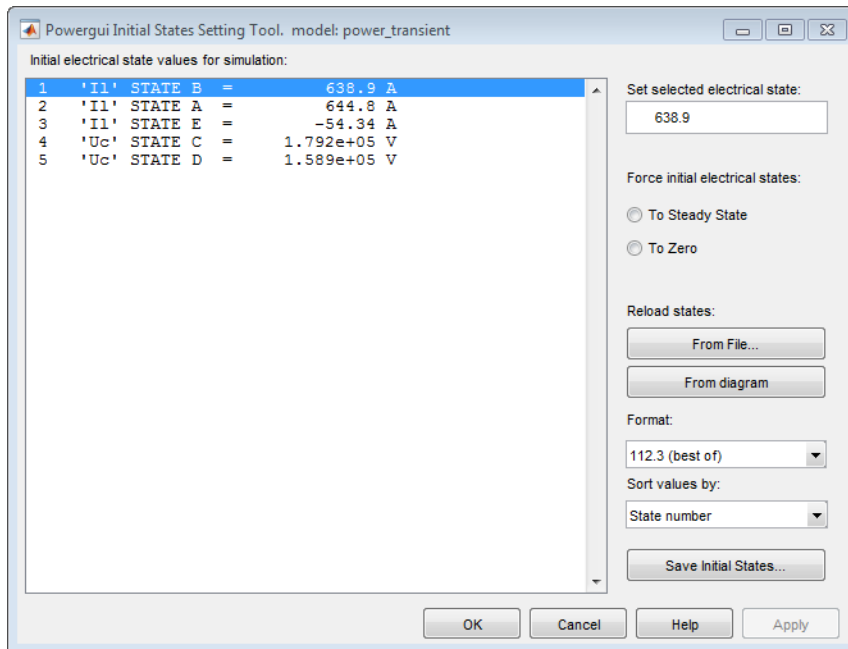 Powergui Initial States Setting Tool. model: power_transient
Initial electrical state values for simulation:
1 'Il' STATE B = 638.9 A
2 'Il' STATE A = 644.8 A
3 'Il' STATE E = -54.34 A
4 'Uc' STATE C = 1.792e+05 V
5 'Uc' STATE D = 1.589e+05 V
Set selected electrical state:
638.9
Force initial electrical states:
To Steady State
To Zero
Reload states:
From File...
From diagram
Format:
112.3 (best of)
Sort values by:
State number
Save Initial States...
OK Cancel Help Apply